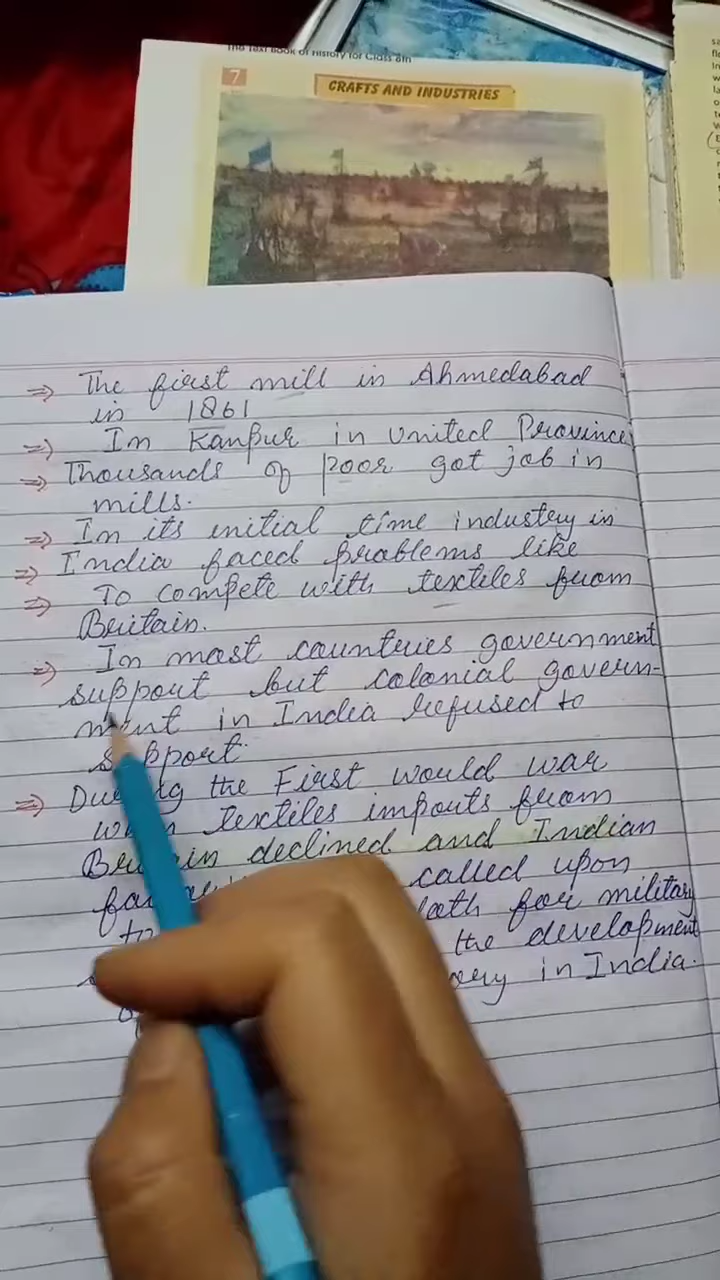 The Text Book of History for Class 8th
7
CRAFTS AND INDUSTRIES
⇒ The first mill in Ahmedabad
in 1861
⇒ In Kanpur in United Province
⇒ Thousands of poor got job in
mills.
⇒ In its initial time industry in
⇒ India faced problems like
⇒ To compete with textiles from
Britain.
⇒ In most countries government
support but colonial govern-
ment in India refused to
support.
⇒ During the First would war
when textiles imports from
Britain declined and Indian
called upon
for military
the development
in India.